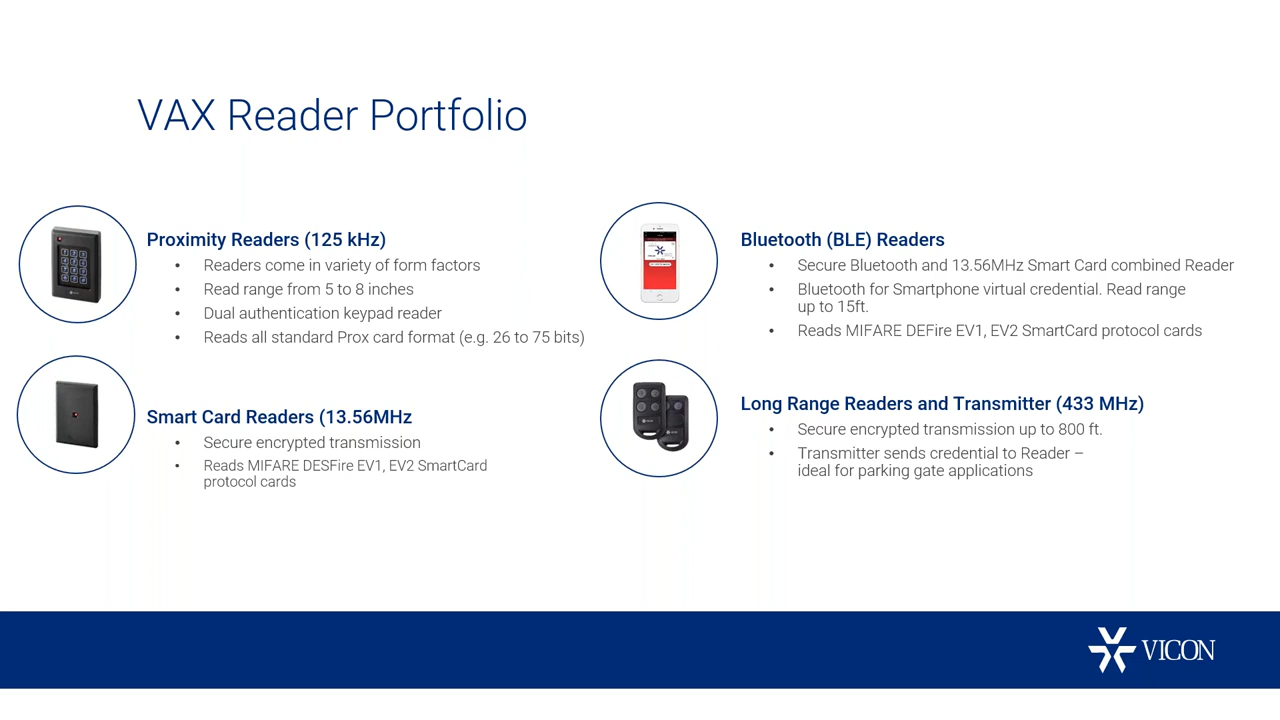 VAX Reader Portfolio
Proximity Readers (125 kHz)
• Readers come in variety of form factors
• Read range from 5 to 8 inches
• Dual authentication keypad reader
• Reads all standard Prox card format (e.g. 26 to 75 bits)
Smart Card Readers (13.56MHz
• Secure encrypted transmission
• Reads MIFARE DESFire EV1, EV2 SmartCard
protocol cards
Bluetooth (BLE) Readers
• Secure Bluetooth and 13.56MHz Smart Card combined Reader
• Bluetooth for Smartphone virtual credential. Read range
up to 15ft.
• Reads MIFARE DEFire EV1, EV2 SmartCard protocol cards
Long Range Readers and Transmitter (433 MHz)
• Secure encrypted transmission up to 800 ft.
• Transmitter sends credential to Reader –
ideal for parking gate applications
VICON